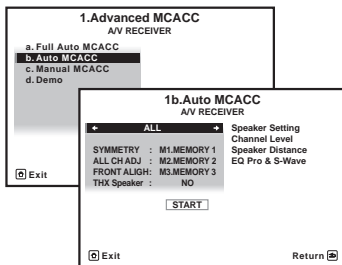 1.Advanced MCACC
A/V RECEIVER
a. Full Auto MCACC
b. Auto MCACC
c. Manual MCACC
d. Demo
Exit
1b.Auto MCACC
A/V RECEIVER
← ALL →
SYMMETRY : M1.MEMORY 1
ALL CH ADJ : M2.MEMORY 2
FRONT ALIGH: M3.MEMORY 3
THX Speaker : NO
START
Speaker Setting
Channel Level
Speaker Distance
EQ Pro & S-Wave
Exit
Return